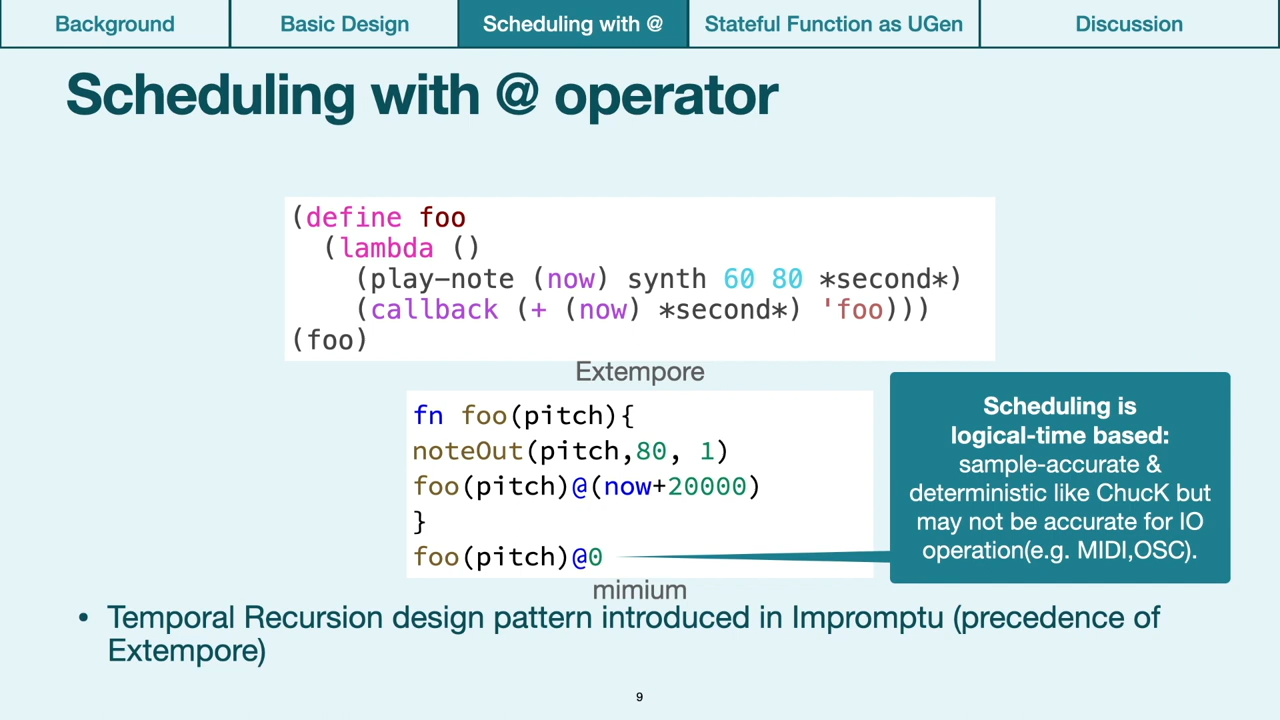 Background
Basic Design
Scheduling with @
Stateful Function as UGen
Discussion
Scheduling with @ operator
(define foo
  (lambda ()
    (play-note (now) synth 60 80 *second*)
    (callback (+ (now) *second*) 'foo)))
(foo)
Extempore
fn foo(pitch){
noteOut(pitch,80, 1)
foo(pitch)@(now+20000)
}
foo(pitch)@0
mimium
Scheduling is
logical-time based:
sample-accurate &
deterministic like ChucK but
may not be accurate for IO
operation(e.g. MIDI,OSC).
• Temporal Recursion design pattern introduced in Impromptu (precedence of
Extempore)
9